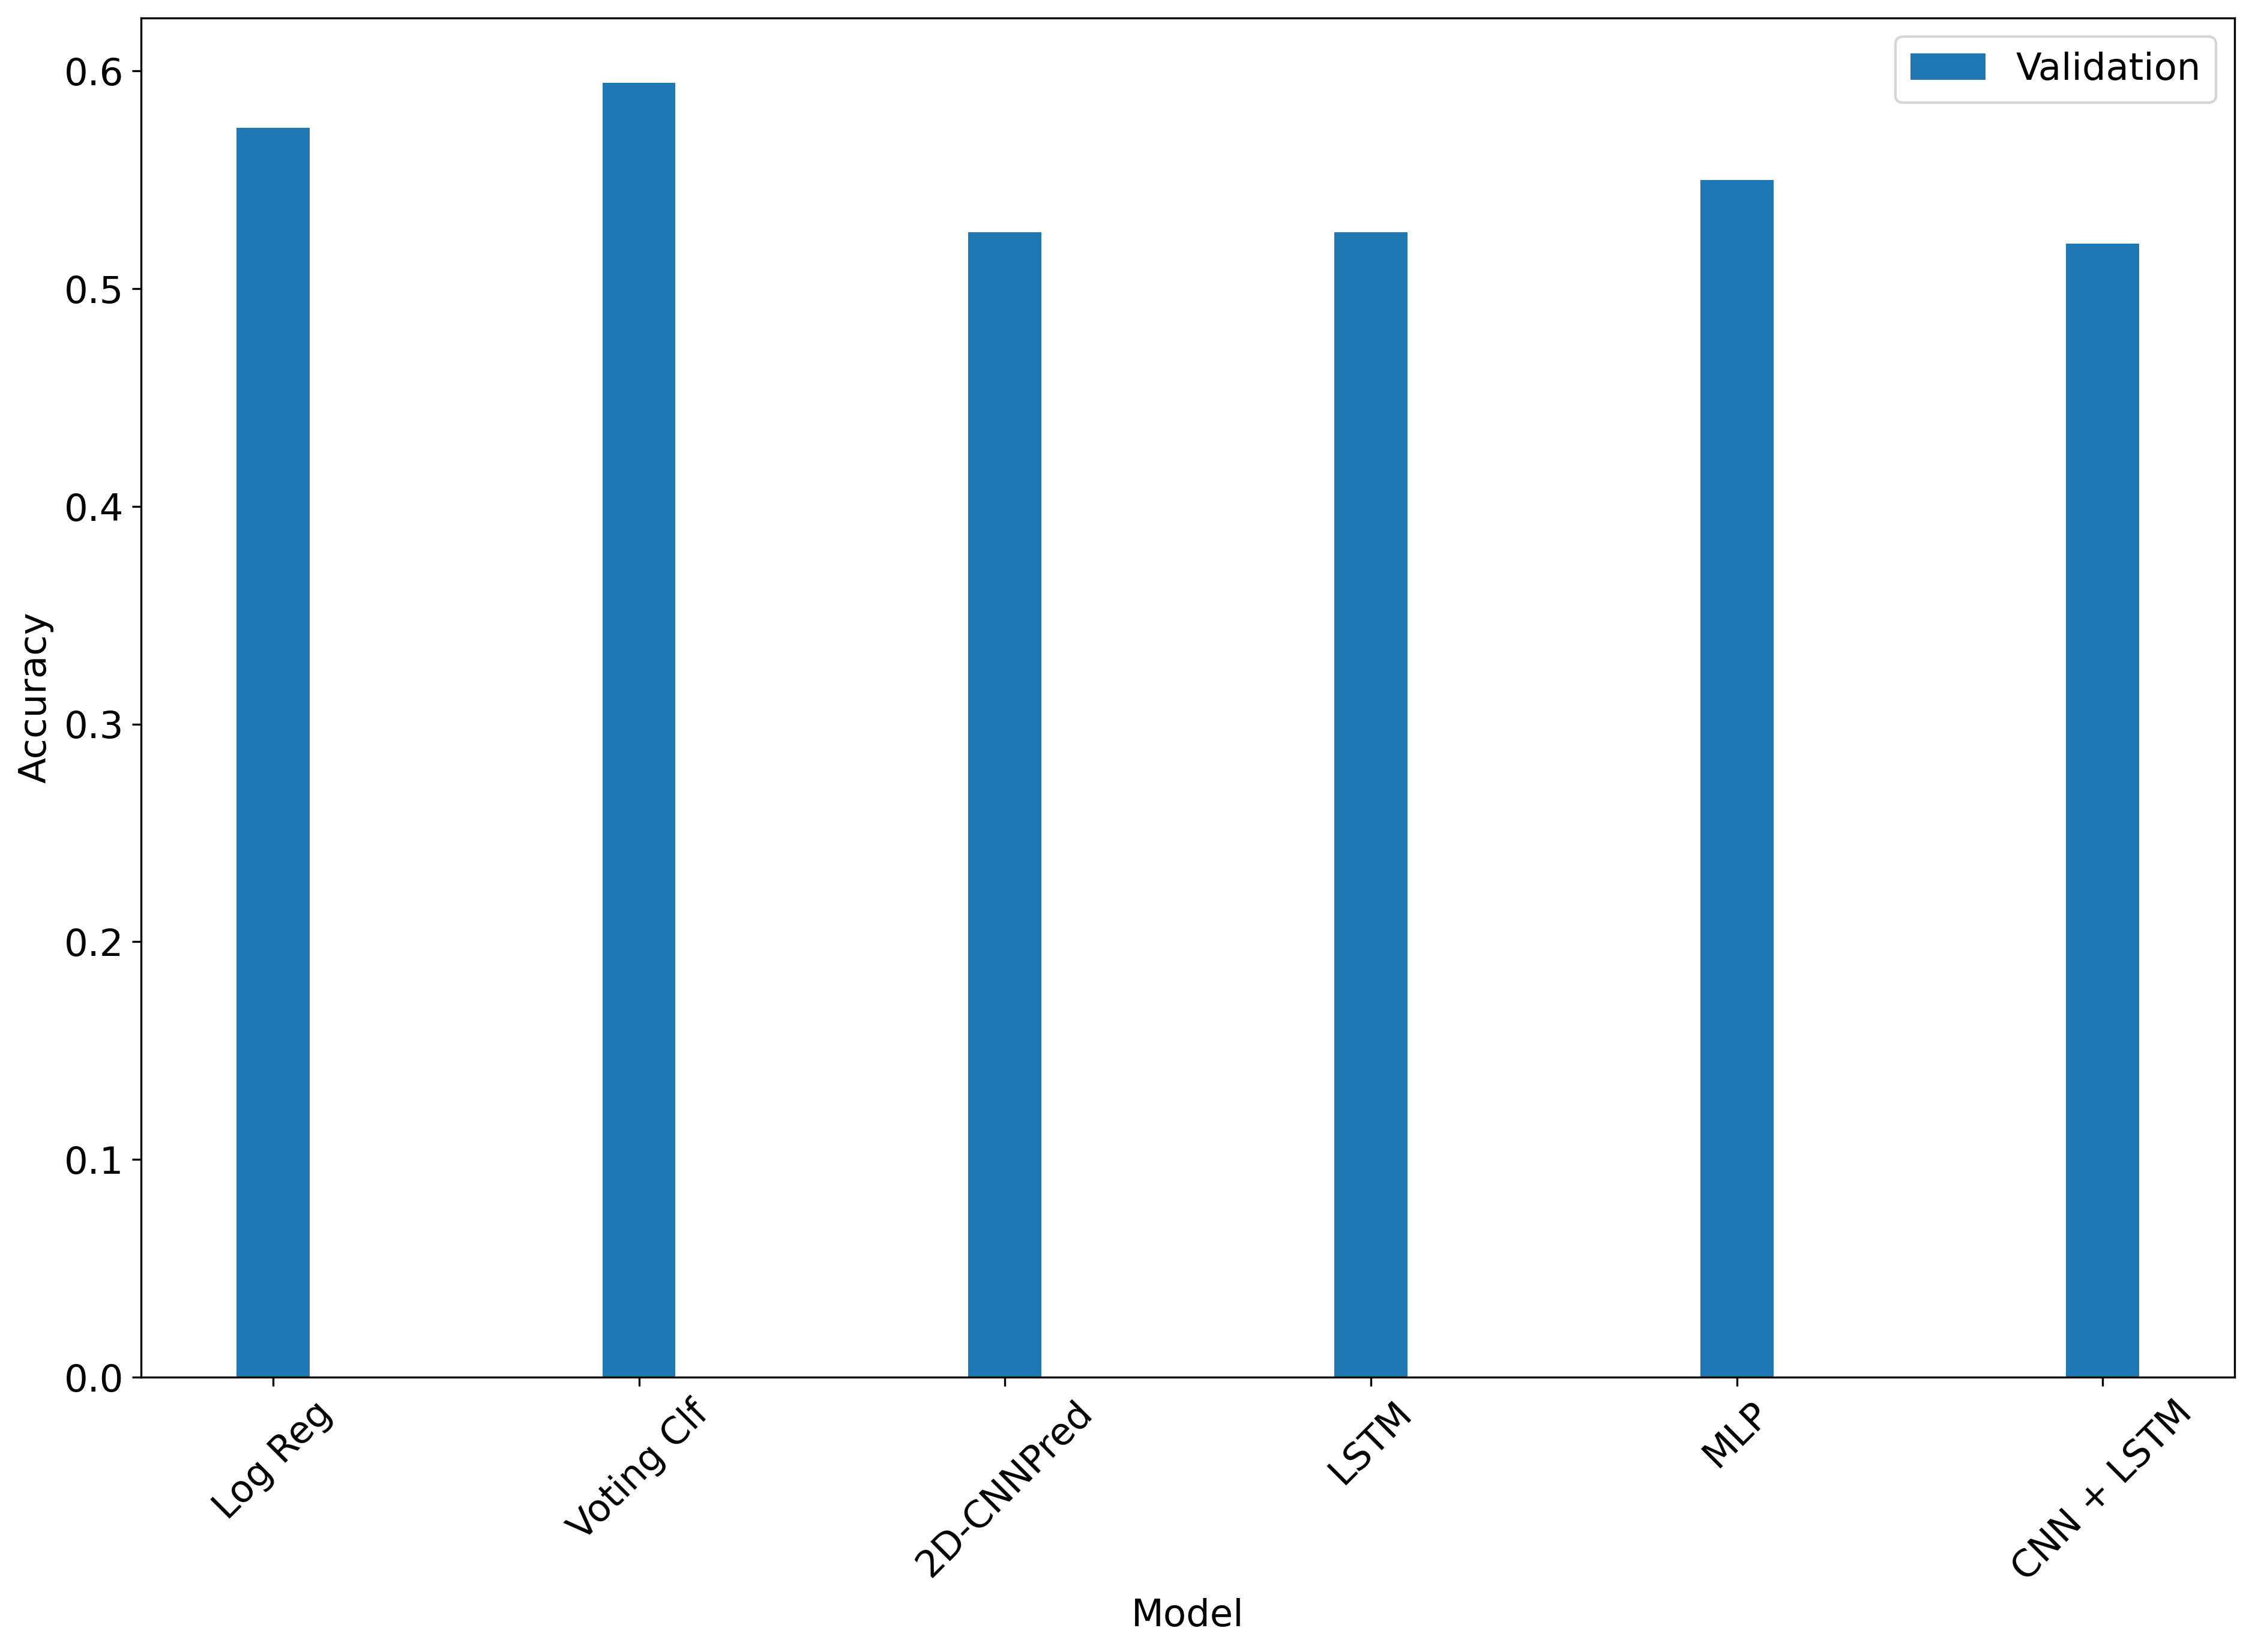 Validation
0.6
0.5
0.4
0.3
0.2
0.1
0.0
Accuracy
Log Reg
Voting Clf
2D-CNNPred
LSTM
MLP
CNN + LSTM
Model